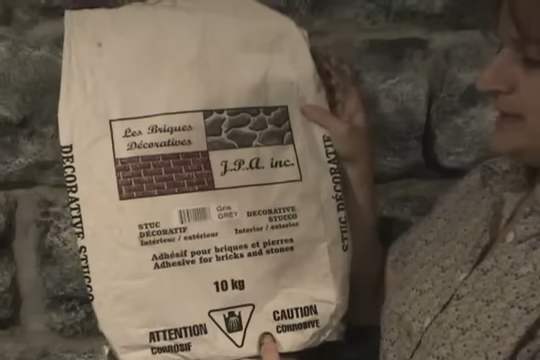 Les Briques
Décoratives
J.P.A. inc.
Gris
GREY
STUC
DÉCORATIF
Intérieur / extérieur
DECORATIVE
STUCCO
Interior / exterior
Adhésif pour briques et pierres
Adhesive for bricks and stones
10 kg
ATTENTION
CORROSIF
CAUTION
CORROSIVE
DECORATIVE STUCCO
STUC DÉCORATIF